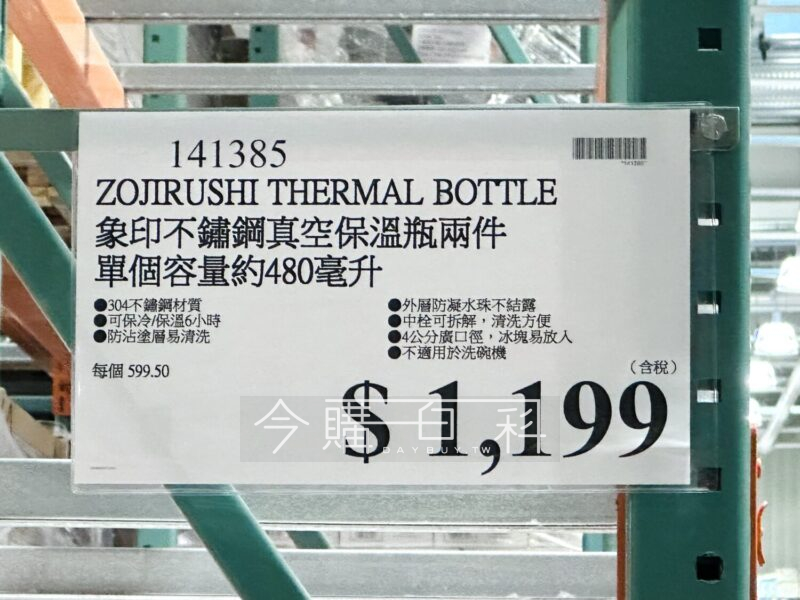 141385
ZOJIRUSHI THERMAL BOTTLE
象印不鏽鋼真空保溫瓶兩件
單個容量約480毫升
●304不鏽鋼材質
●可保冷/保溫6小時
●防沾塗層易清洗
●外層防凝水珠不結露
●中栓可拆解，清洗方便
●4公分廣口徑，冰塊易放入
●不適用於洗碗機
每個 599.50
（含稅）
$ 1,199
今購百科
DAYBUY.TW